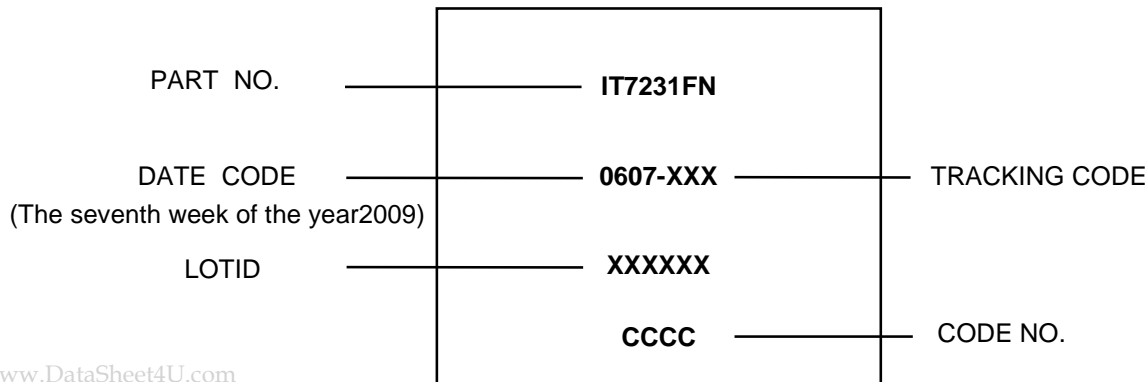 PART NO. IT7231FN
DATE CODE 0607-XXX TRACKING CODE
(The seventh week of the year2009)
LOTID XXXXXX
CCCC CODE NO.
ww.DataSheet4U.com